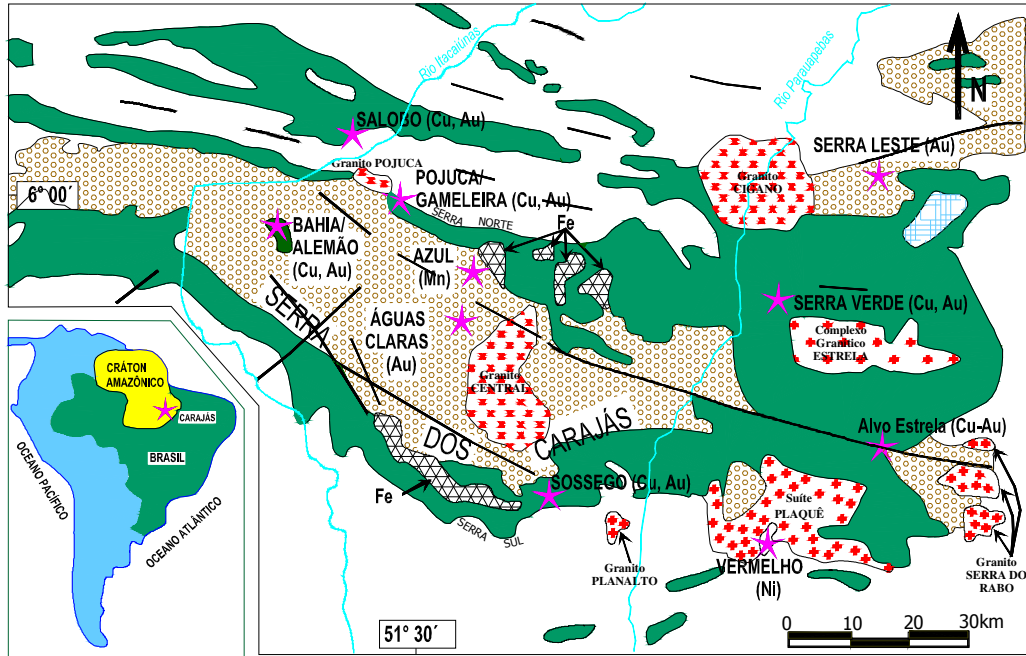 Rio Itacaiúnas
Rio Parauapebas
N
SALOBO (Cu, Au)
SERRA LESTE (Au)
Granito POJUCA
Granito
CIGANO
6° 00´
POJUCA/
GAMELEIRA (Cu, Au)
SERRA NORTE
Fe
BAHIA/
ALEMÃO
(Cu, Au)
AZUL
(Mn)
SERRA VERDE (Cu, Au)
SERRA
DOS
CARAJÁS
ÁGUAS
CLARAS
(Au)
Complexo
Granítico
ESTRELA
Granito
CENTRAL
CRÁTON
AMAZÔNICO
CARAJÁS
BRASIL
OCEANO PACÍFICO
OCEANO ATLÂNTICO
Alvo Estrela (Cu-Au)
Fe
SOSSEGO (Cu, Au)
SERRA SUL
Suíte
PLAQUÊ
Granito
PLANALTO
VERMELHO
(Ni)
Granito
SERRA DO
RABO
51° 30´
0 10 20 30km